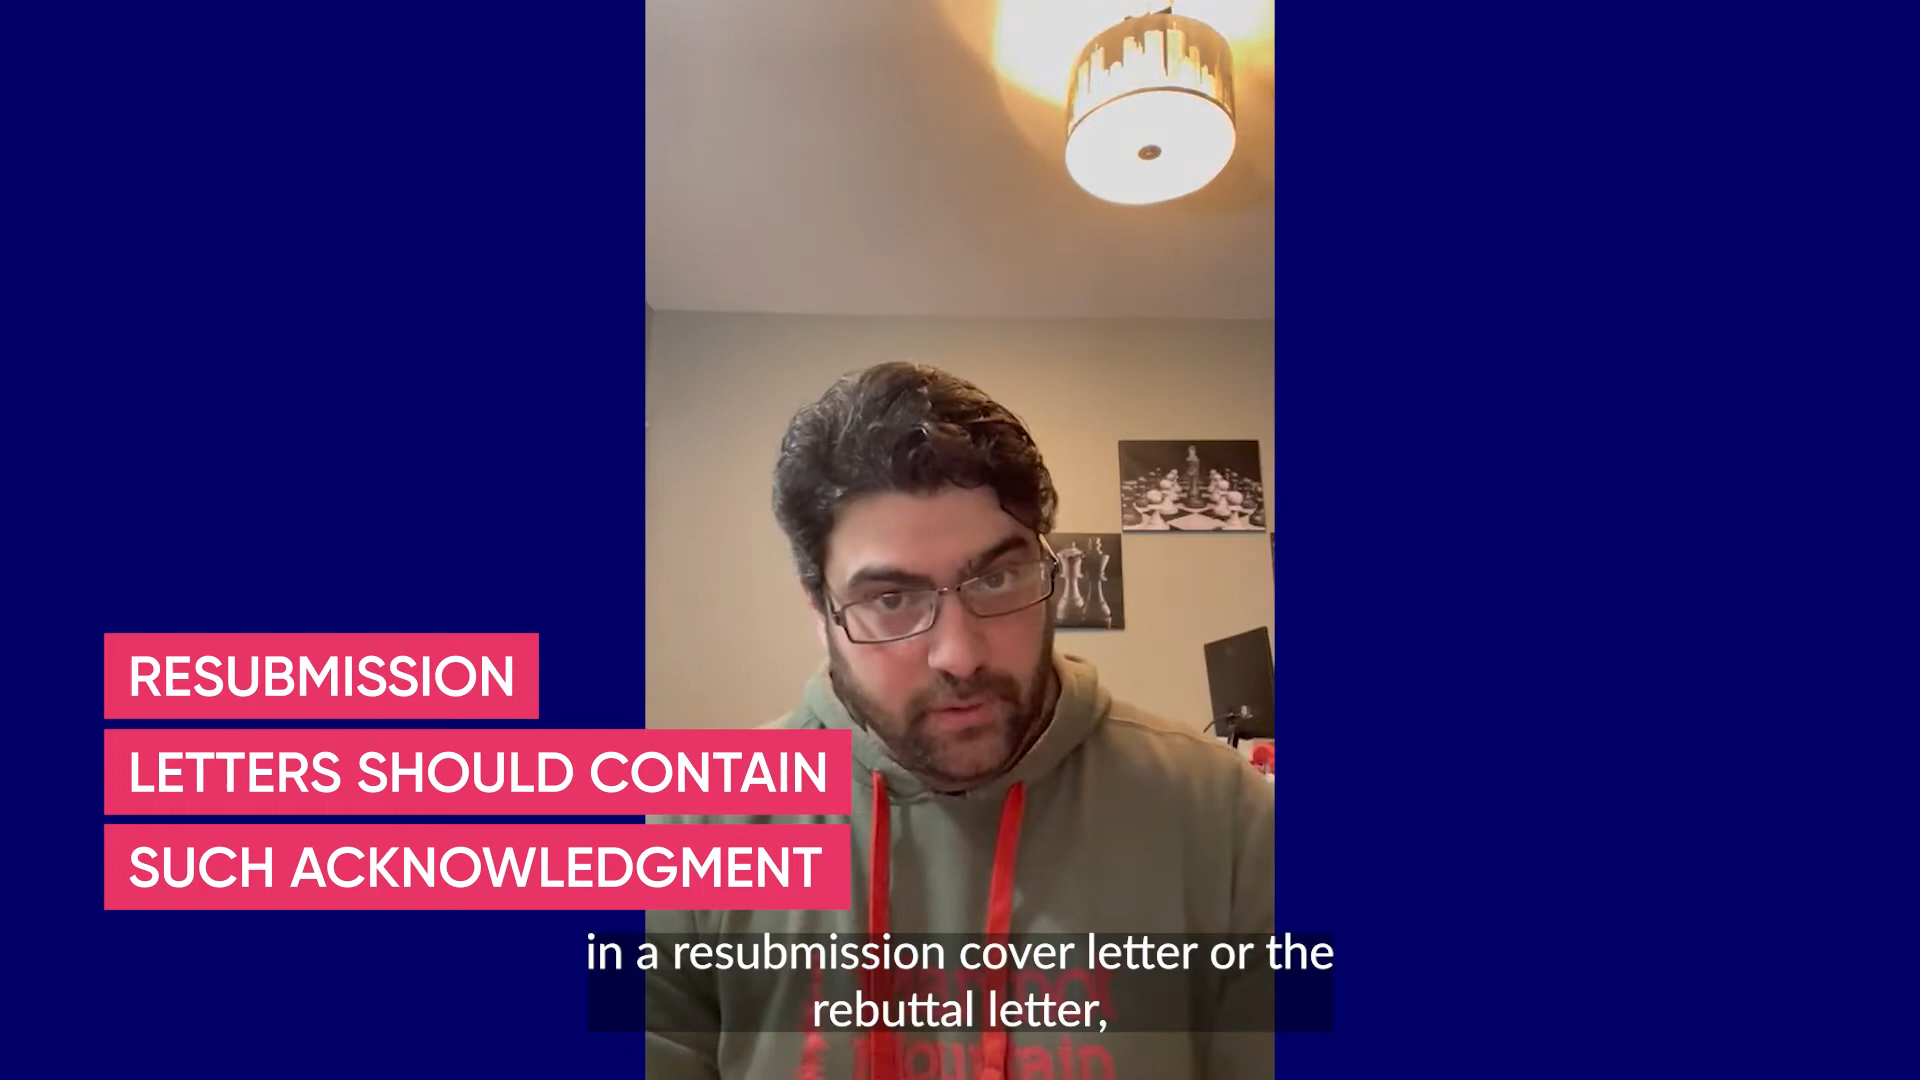 RESUBMISSION
LETTERS SHOULD CONTAIN
SUCH ACKNOWLEDGMENT
in a resubmission cover letter or the
rebuttal letter,